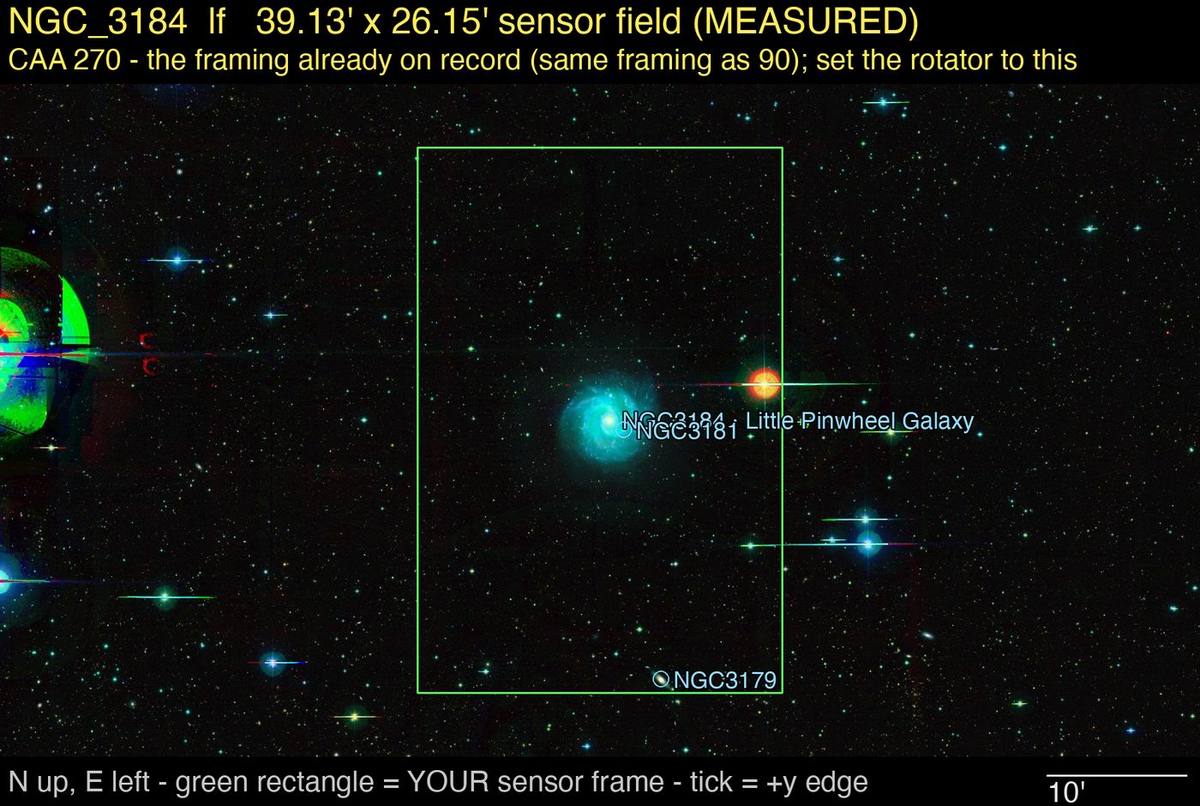 NGC_3184 lf 39.13' x 26.15' sensor field (MEASURED)
CAA 270 - the framing already on record (same framing as 90); set the rotator to this
NGC3184 - Little Pinwheel Galaxy
NGC3181
NGC3179
N up, E left - green rectangle = YOUR sensor frame - tick = +y edge
10'